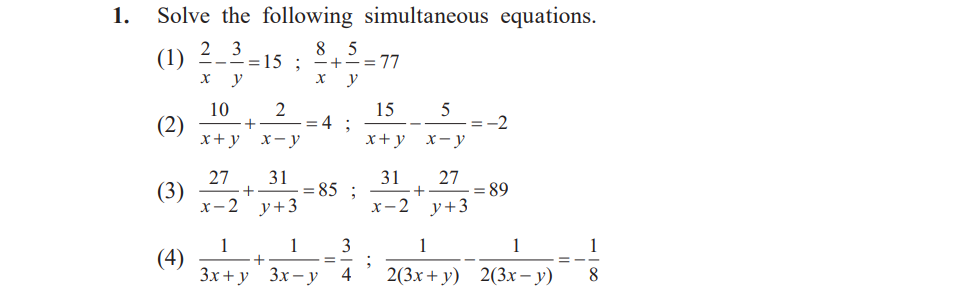 1. Solve the following simultaneous equations.
(1) 2/x − 3/y = 15 ; 8/x + 5/y = 77
(2) 10/(x+y) + 2/(x−y) = 4 ; 15/(x+y) − 5/(x−y) = −2
(3) 27/(x−2) + 31/(y+3) = 85 ; 31/(x−2) + 27/(y+3) = 89
(4) 1/(3x+y) + 1/(3x−y) = 3/4 ; 1/(2(3x+y)) − 1/(2(3x−y)) = −1/8